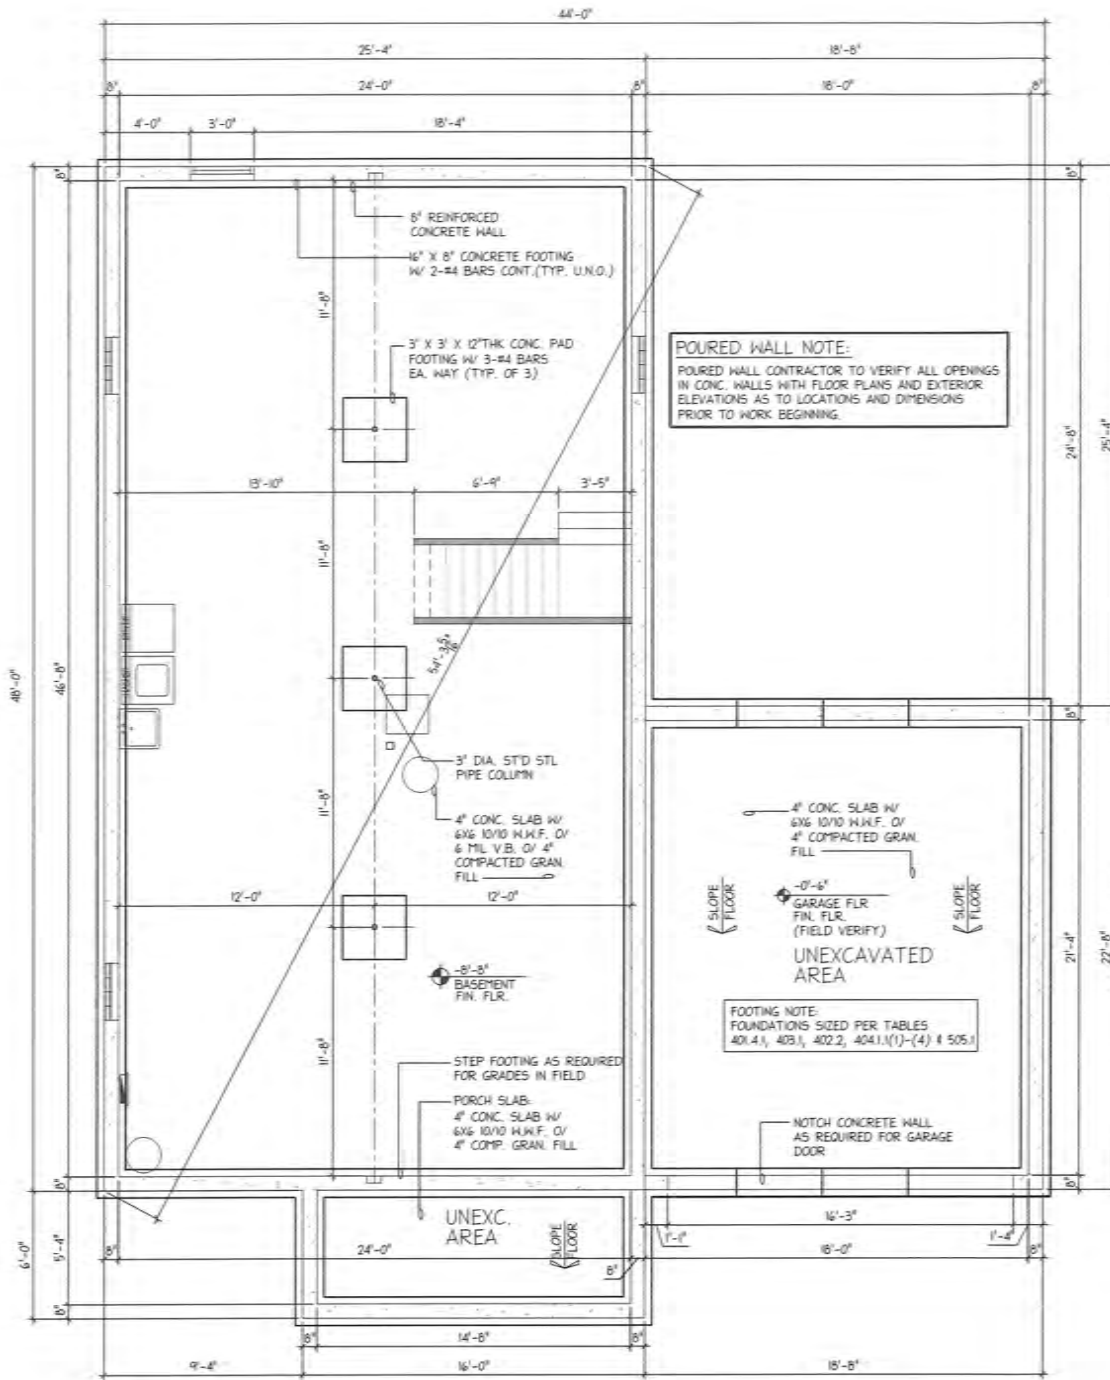 44'-0"
25'-4"
18'-8"
8"
24'-0"
8"
18'-0"
8"
4'-0"
3'-0"
18'-4"
8"
8"
8" REINFORCED
CONCRETE WALL
16" X 8" CONCRETE FOOTING
W/ 2-#4 BARS CONT.(TYP. U.N.O.)
11'-8"
3' X 3' X 12"THK CONC. PAD
FOOTING W/ 3-#4 BARS
EA. WAY (TYP. OF 3)
POURED WALL NOTE:
POURED WALL CONTRACTOR TO VERIFY ALL OPENINGS
IN CONC. WALLS WITH FLOOR PLANS AND EXTERIOR
ELEVATIONS AS TO LOCATIONS AND DIMENSIONS
PRIOR TO WORK BEGINNING.
24'-8"
25'-4"
13'-10"
6'-9"
3'-5"
11'-8"
48'-0"
46'-8"
54'-3 5/16"
8"
3" DIA. ST'D STL
PIPE COLUMN
11'-8"
4" CONC. SLAB W/
6X6 10/10 W.W.F. O/
6 MIL V.B. O/ 4"
COMPACTED GRAN.
FILL
4" CONC. SLAB W/
6X6 10/10 W.W.F. O/
4" COMPACTED GRAN.
FILL
12'-0"
12'-0"
SLOPE
FLOOR
-0'-6"
GARAGE FLR
FIN. FLR.
(FIELD VERIFY)
SLOPE
FLOOR
UNEXCAVATED
AREA
21'-4"
22'-8"
-8'-8"
BASEMENT
FIN. FLR.
FOOTING NOTE:
FOUNDATIONS SIZED PER TABLES
401.4.1, 403.1, 402.2, 404.1.1(1)-(4) & 505.1
11'-8"
STEP FOOTING AS REQUIRED
FOR GRADES IN FIELD
PORCH SLAB:
4" CONC. SLAB W/
6X6 10/10 W.W.F. O/
4" COMP. GRAN. FILL
NOTCH CONCRETE WALL
AS REQUIRED FOR GARAGE
DOOR
8"
8"
UNEXC.
AREA
SLOPE
FLOOR
16'-3"
1'-1"
1'-4"
6'-0"
5'-4"
8"
24'-0"
8"
18'-0"
8"
8"
8"
14'-8"
8"
9'-4"
16'-0"
18'-8"